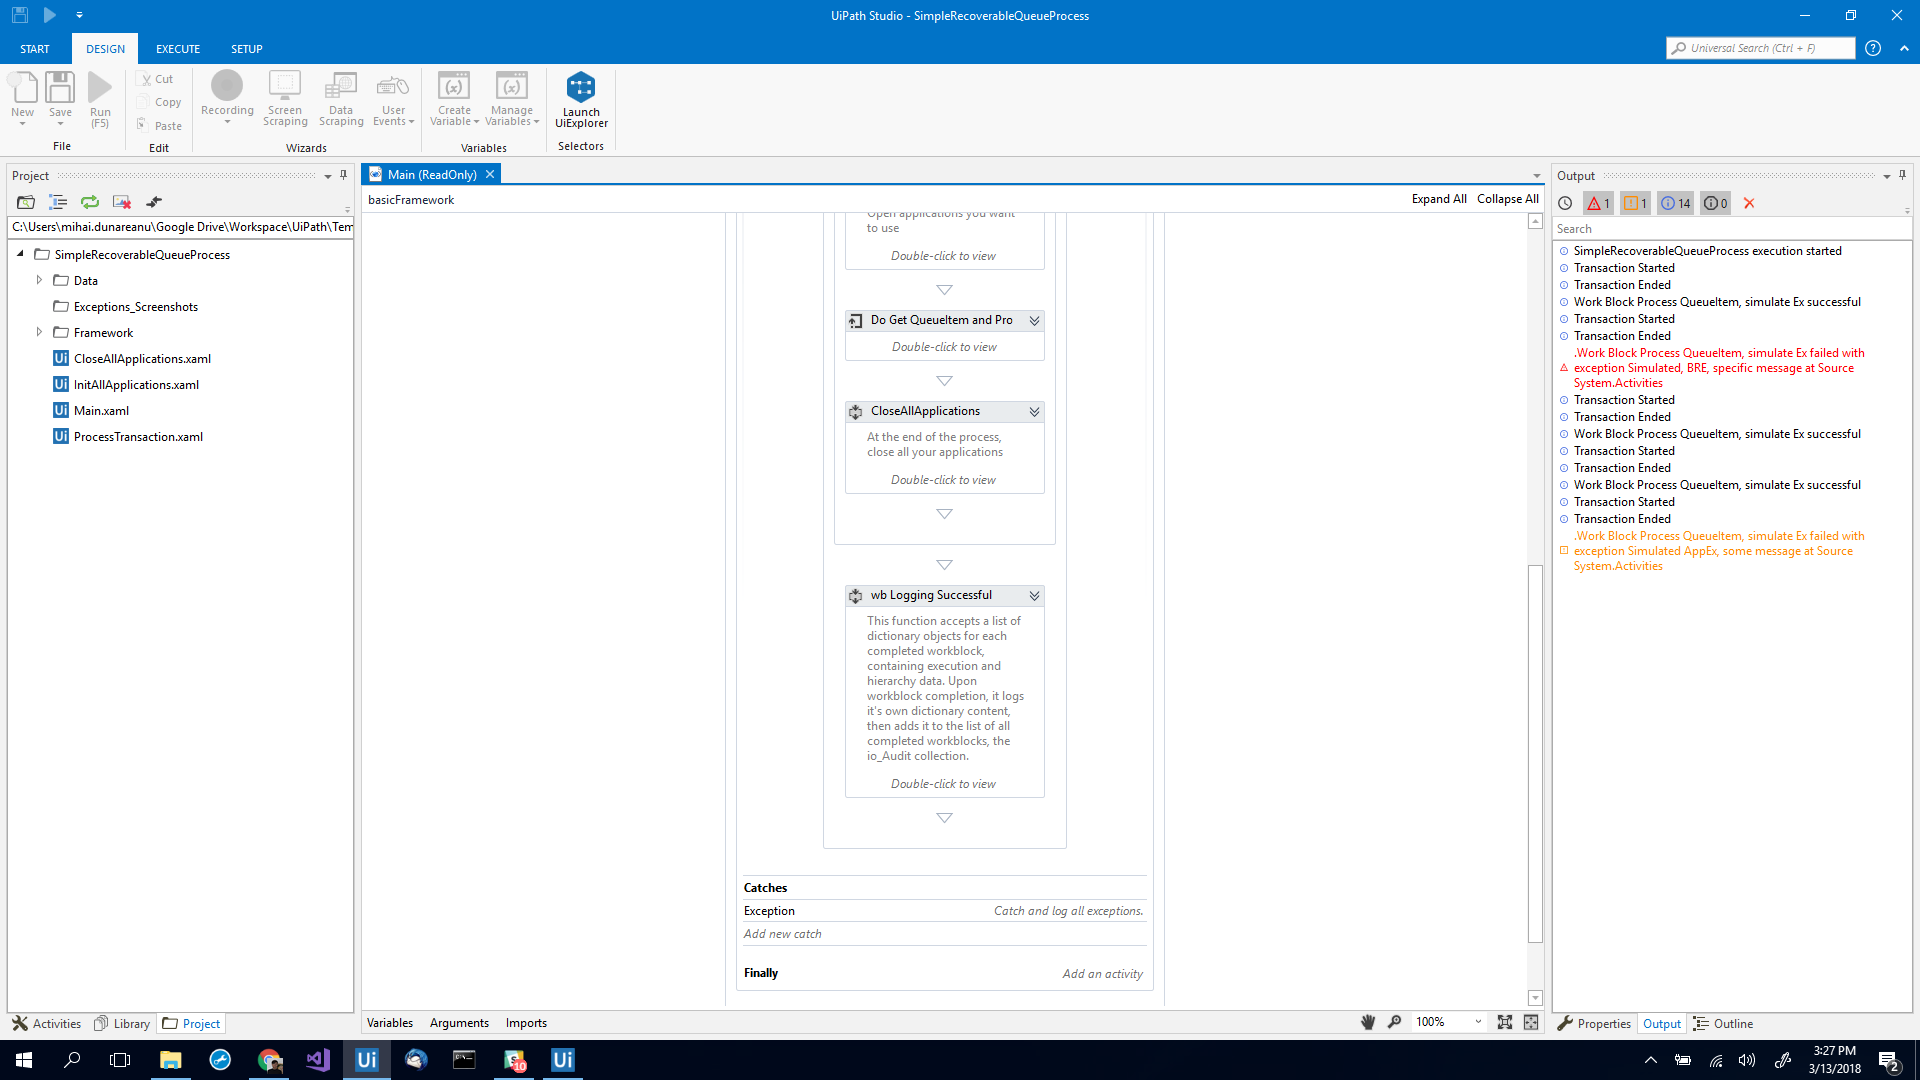 UiPath Studio - SimpleRecoverableQueueProcess
START DESIGN EXECUTE SETUP
Universal Search (Ctrl + F)
New
Save
Run
(F5)
File
Cut
Copy
Paste
Edit
Recording
Screen
Scraping
Data
Scraping
User
Events
Wizards
Create
Variable
Manage
Variables
Variables
Launch
UiExplorer
Selectors
Project
C:\Users\mihai.dunareanu\Google Drive\Workspace\UiPath\Tem
SimpleRecoverableQueueProcess
Data
Exceptions_Screenshots
Framework
Ui CloseAllApplications.xaml
Ui InitAllApplications.xaml
Ui Main.xaml
Ui ProcessTransaction.xaml
Activities Library Project
Main (ReadOnly)
basicFramework
Expand All Collapse All
Open applications you want
to use
Double-click to view
Do Get QueueItem and Pro
Double-click to view
CloseAllApplications
At the end of the process,
close all your applications
Double-click to view
wb Logging Successful
This function accepts a list of
dictionary objects for each
completed workblock,
containing execution and
hierarchy data. Upon
workblock completion, it logs
it's own dictionary content,
then adds it to the list of all
completed workblocks, the
io_Audit collection.
Double-click to view
Catches
Exception Catch and log all exceptions.
Add new catch
Finally Add an activity
Variables Arguments Imports
100%
Output
1 1 14 0
Search
SimpleRecoverableQueueProcess execution started
Transaction Started
Transaction Ended
Work Block Process QueueItem, simulate Ex successful
Transaction Started
Transaction Ended
.Work Block Process QueueItem, simulate Ex failed with
exception Simulated, BRE, specific message at Source
System.Activities
Transaction Started
Transaction Ended
Work Block Process QueueItem, simulate Ex successful
Transaction Started
Transaction Ended
Work Block Process QueueItem, simulate Ex successful
Transaction Started
Transaction Ended
.Work Block Process QueueItem, simulate Ex failed with
exception Simulated AppEx, some message at Source
System.Activities
Properties Output Outline
Ui
10
Ui
3:27 PM
3/13/2018
2